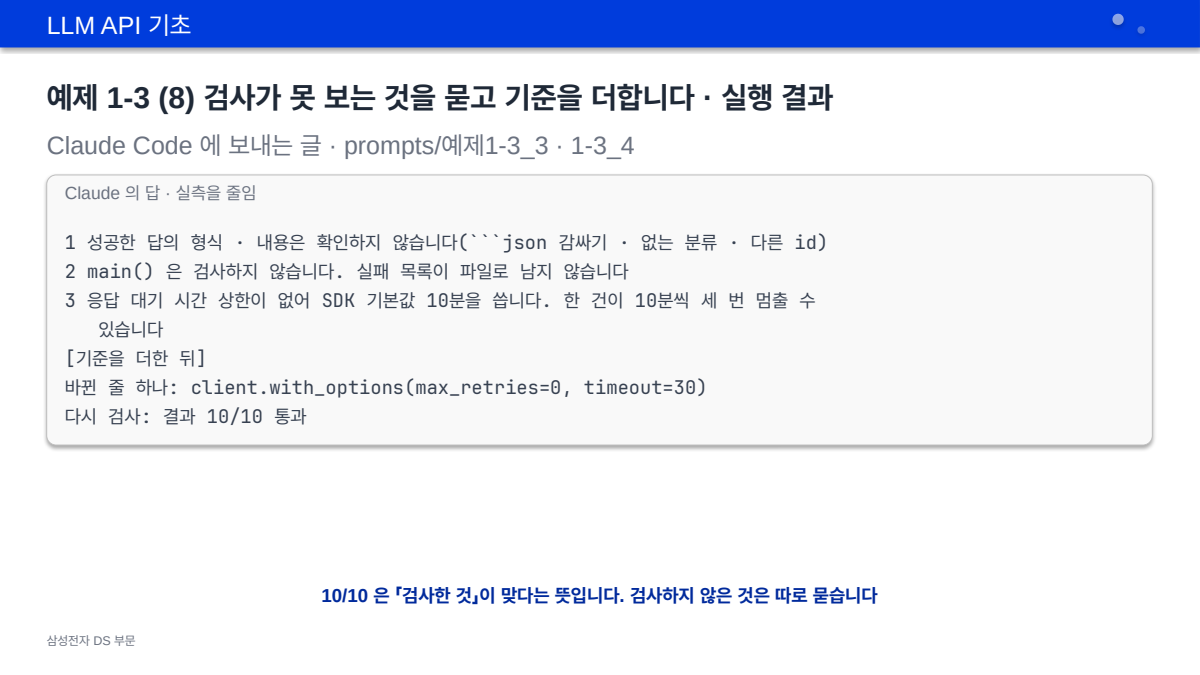 LLM API 기초
예제 1-3 (8) 검사가 못 보는 것을 묻고 기준을 더합니다 · 실행 결과
Claude Code 에 보내는 글 · prompts/예제1-3_3 · 1-3_4
Claude 의 답 · 실측을 줄임
1 성공한 답의 형식 · 내용은 확인하지 않습니다(```json 감싸기 · 없는 분류 · 다른 id)
2 main() 은 검사하지 않습니다. 실패 목록이 파일로 남지 않습니다
3 응답 대기 시간 상한이 없어 SDK 기본값 10분을 씁니다. 한 건이 10분씩 세 번 멈출 수
있습니다
[기준을 더한 뒤]
바뀐 줄 하나: client.with_options(max_retries=0, timeout=30)
다시 검사: 결과 10/10 통과
10/10 은 「검사한 것」이 맞다는 뜻입니다. 검사하지 않은 것은 따로 묻습니다
삼성전자 DS 부문